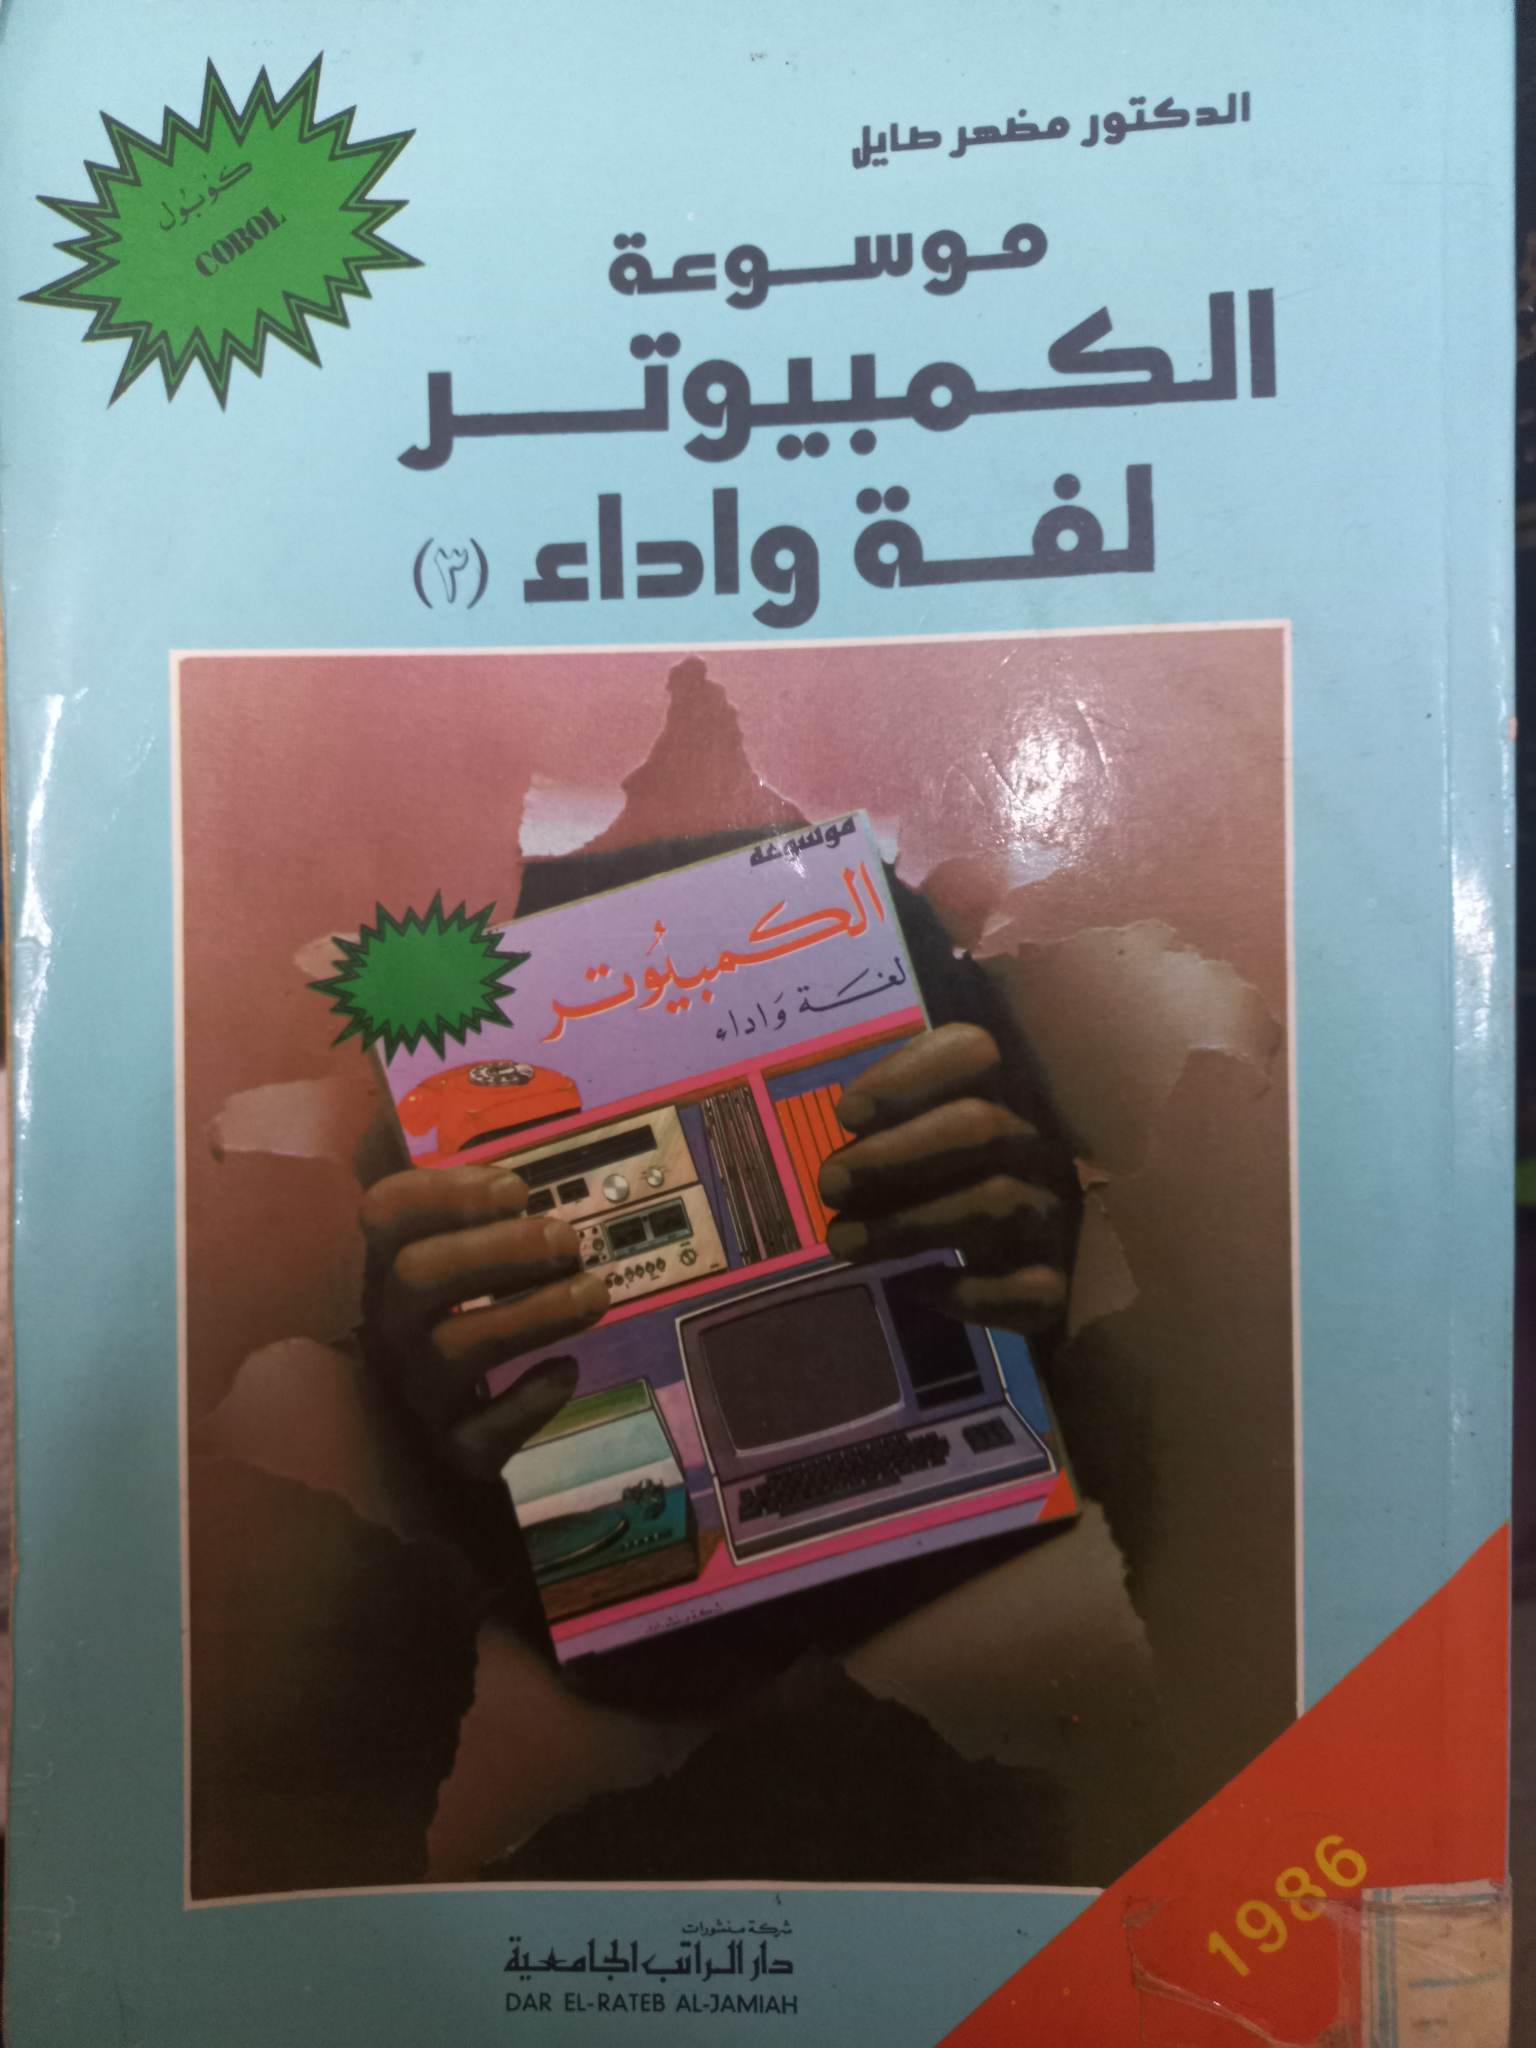 الدكتور مضهر طايل
كوبول
COBOL
موسوعة
الكمبيوتر
لغة واداء (٣)
موسوعة
الكمبيوتر
لغة واداء
1986
شركة منشورات
دار الراتب الجامعية
DAR EL-RATEB AL-JAMIAH